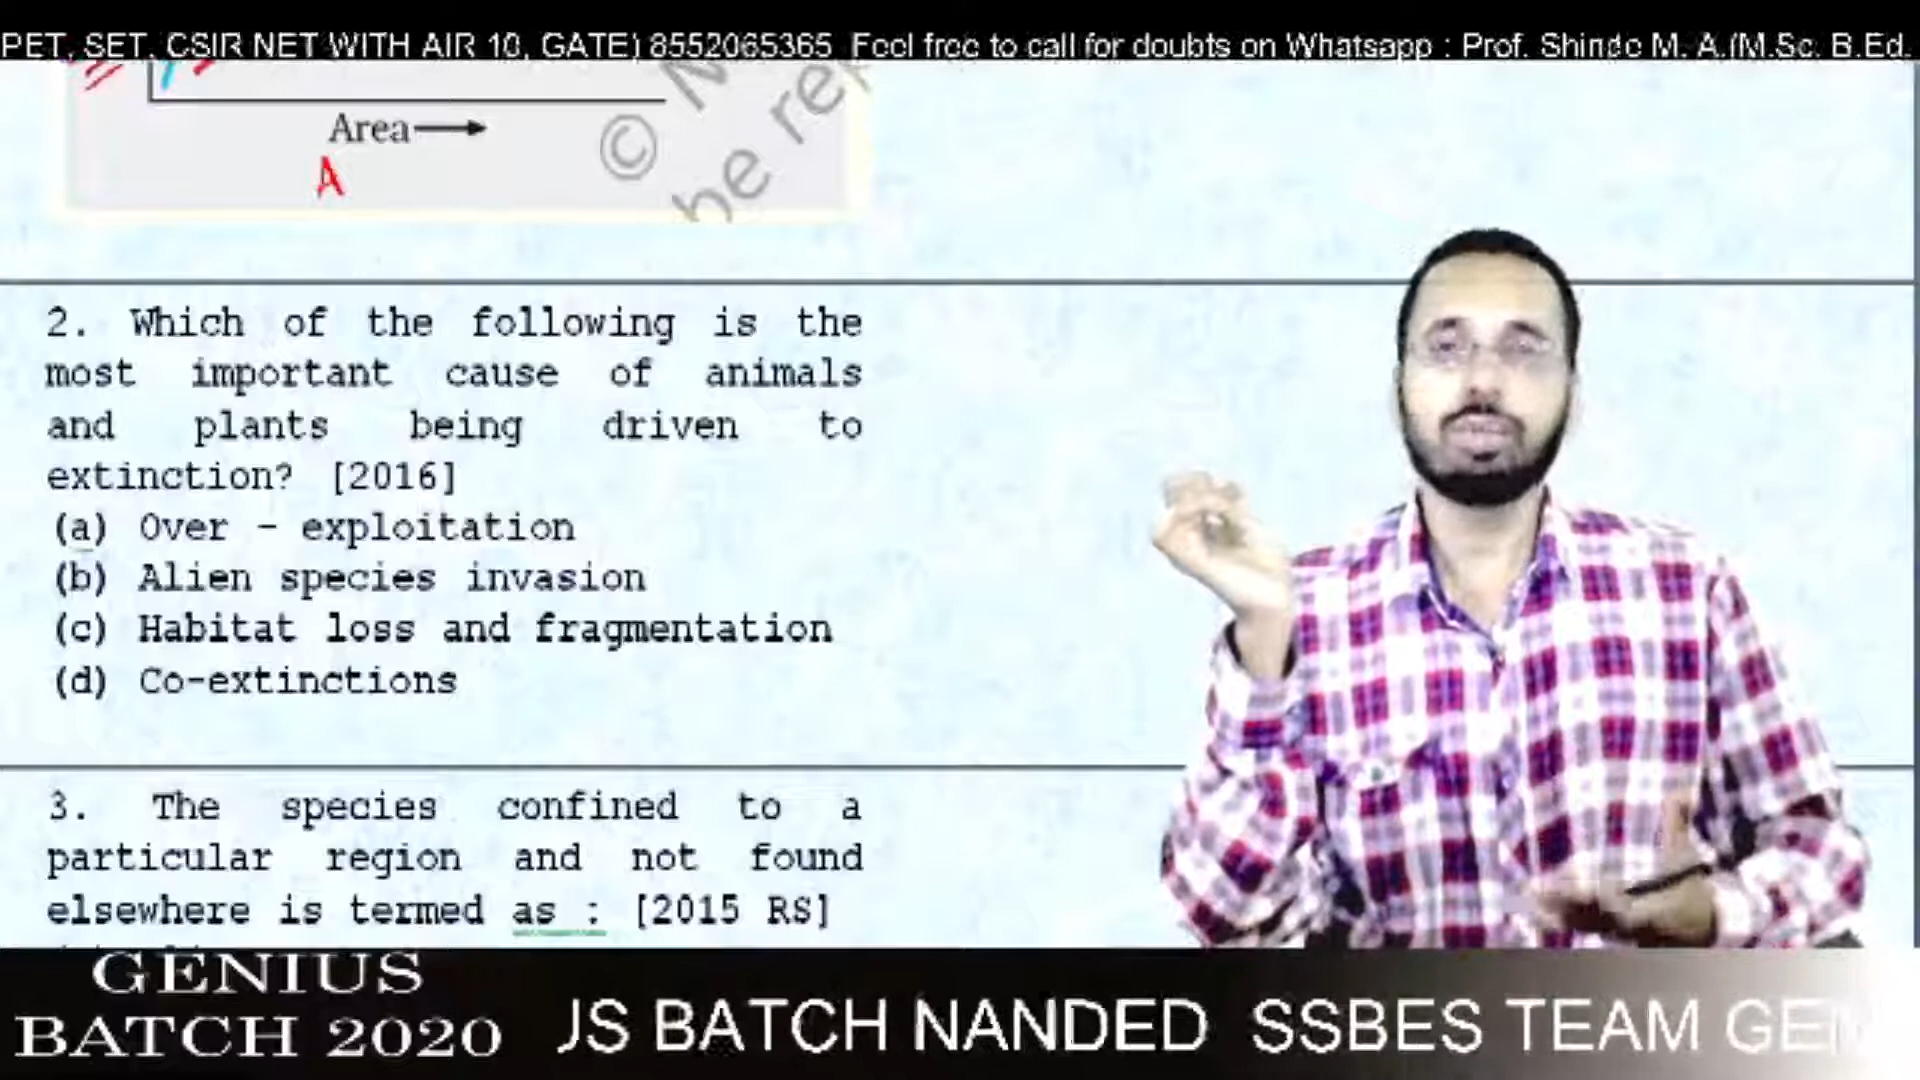 PET, SET, CSIR NET WITH AIR 10, GATE) 8552065365 Feel free to call for doubts on Whatsapp : Prof. Shinde M. A.(M.Sc. B.Ed.
Area
A
©
be
2. Which of the following is the
most important cause of animals
and plants being driven to
extinction? [2016]
(a) Over - exploitation
(b) Alien species invasion
(c) Habitat loss and fragmentation
(d) Co-extinctions
3. The species confined to a
particular region and not found
elsewhere is termed as : [2015 RS]
GENIUS
BATCH 2020
US BATCH NANDED SSBES TEAM GEN